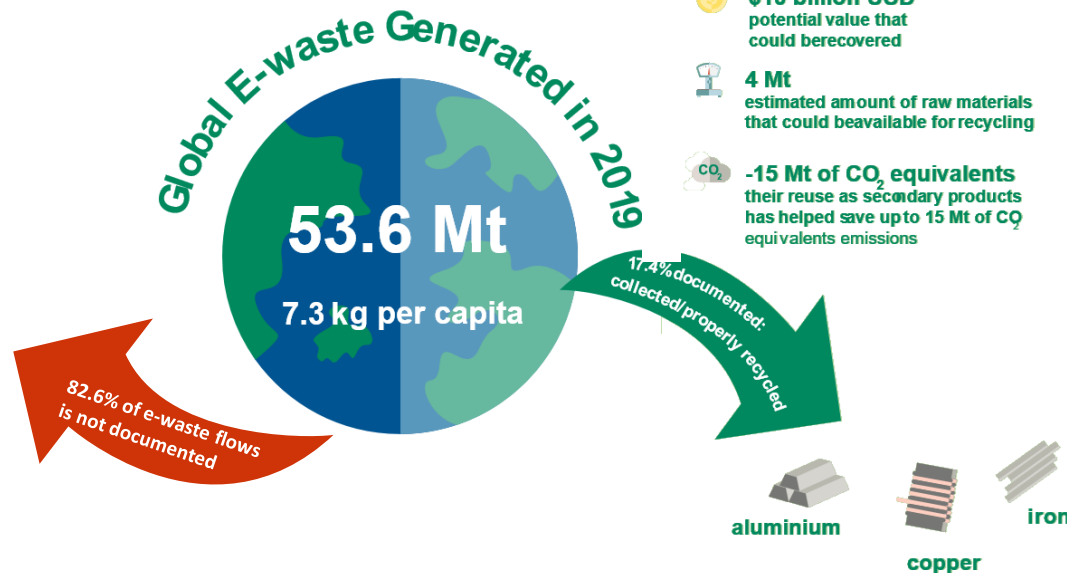 Global E-waste Generated in 2019
53.6 Mt
7.3 kg per capita
82.6% of e-waste flows
is not documented
17.4% documented:
collected/properly recycled
potential value that
could berecovered
4 Mt
estimated amount of raw materials
that could beavailable for recycling
CO2
-15 Mt of CO2 equivalents
their reuse as secondary products
has helped save upto 15 Mt of CO2
equivalents emissions
aluminium
copper
iron